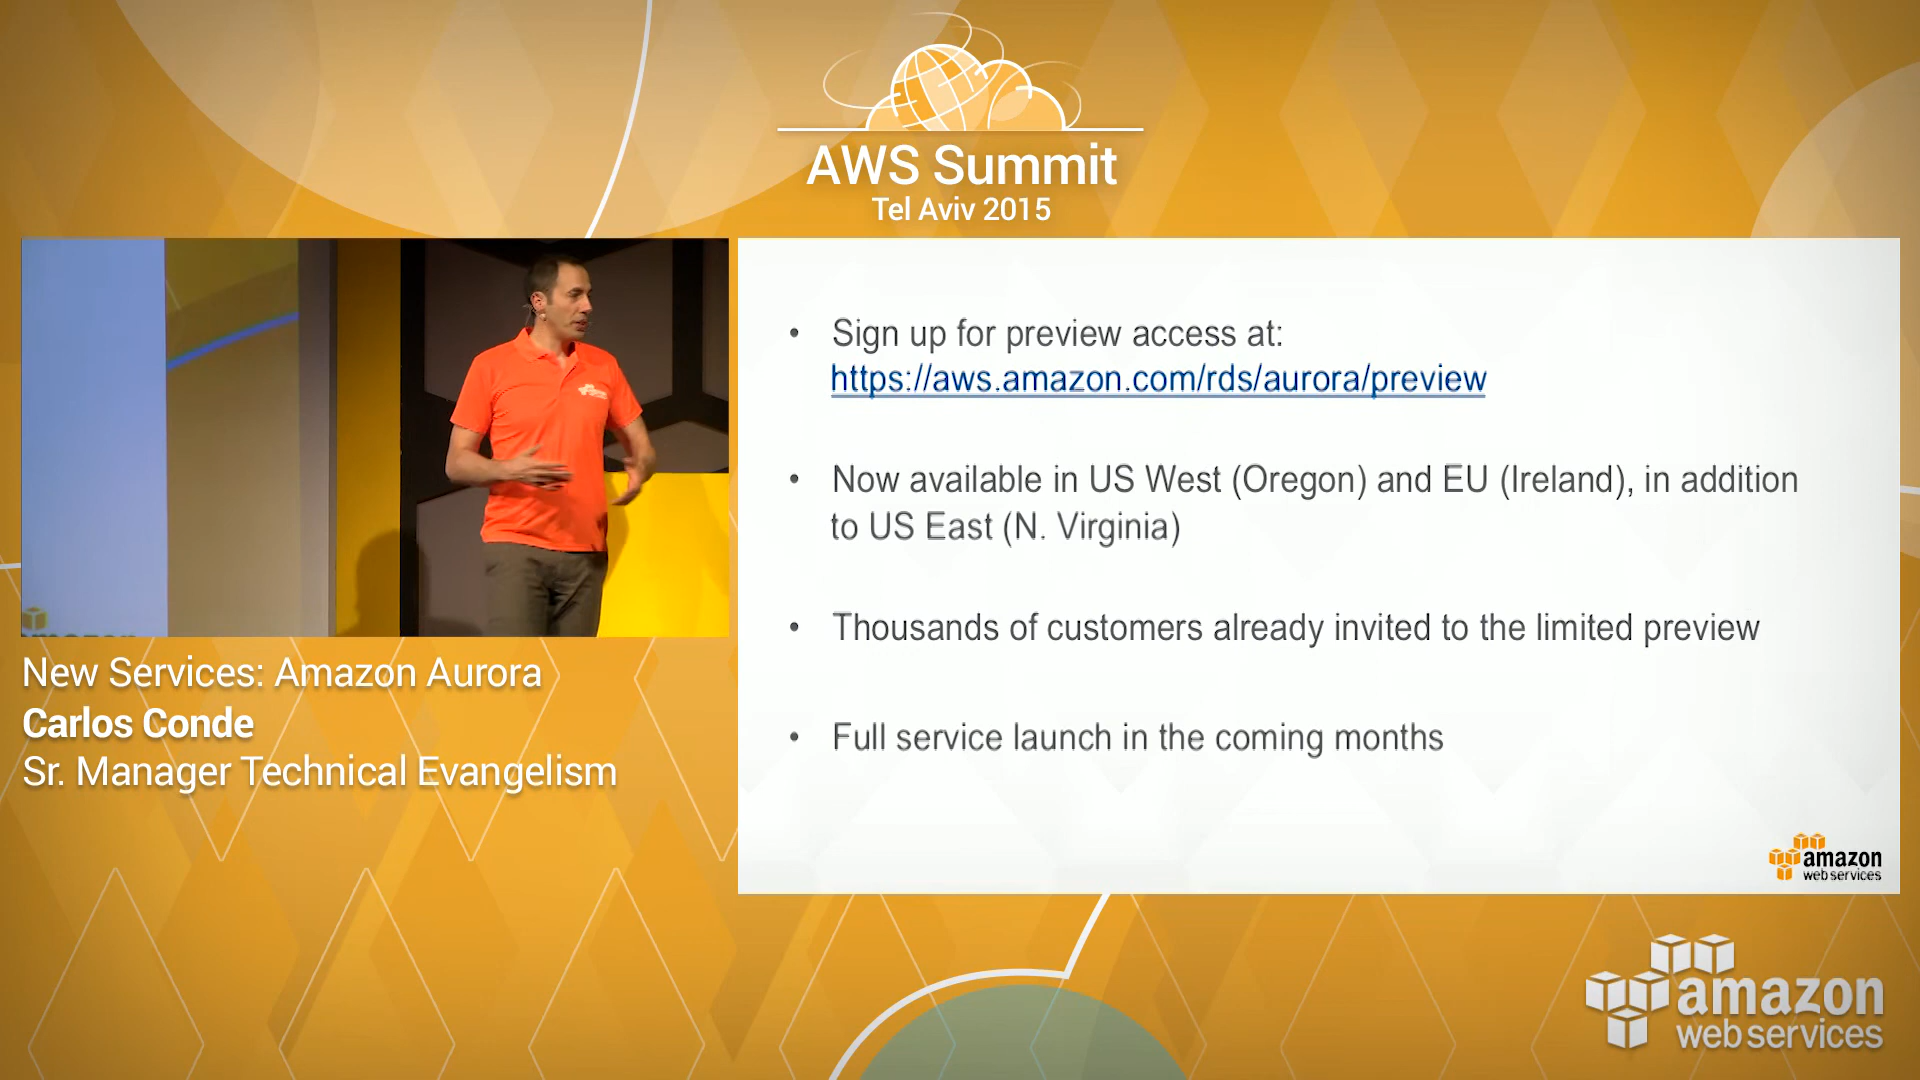 AWS Summit
Tel Aviv 2015
• Sign up for preview access at:
https://aws.amazon.com/rds/aurora/preview
• Now available in US West (Oregon) and EU (Ireland), in addition
to US East (N. Virginia)
• Thousands of customers already invited to the limited preview
• Full service launch in the coming months
amazon
web services
New Services: Amazon Aurora
Carlos Conde
Sr. Manager Technical Evangelism
amazon
web services